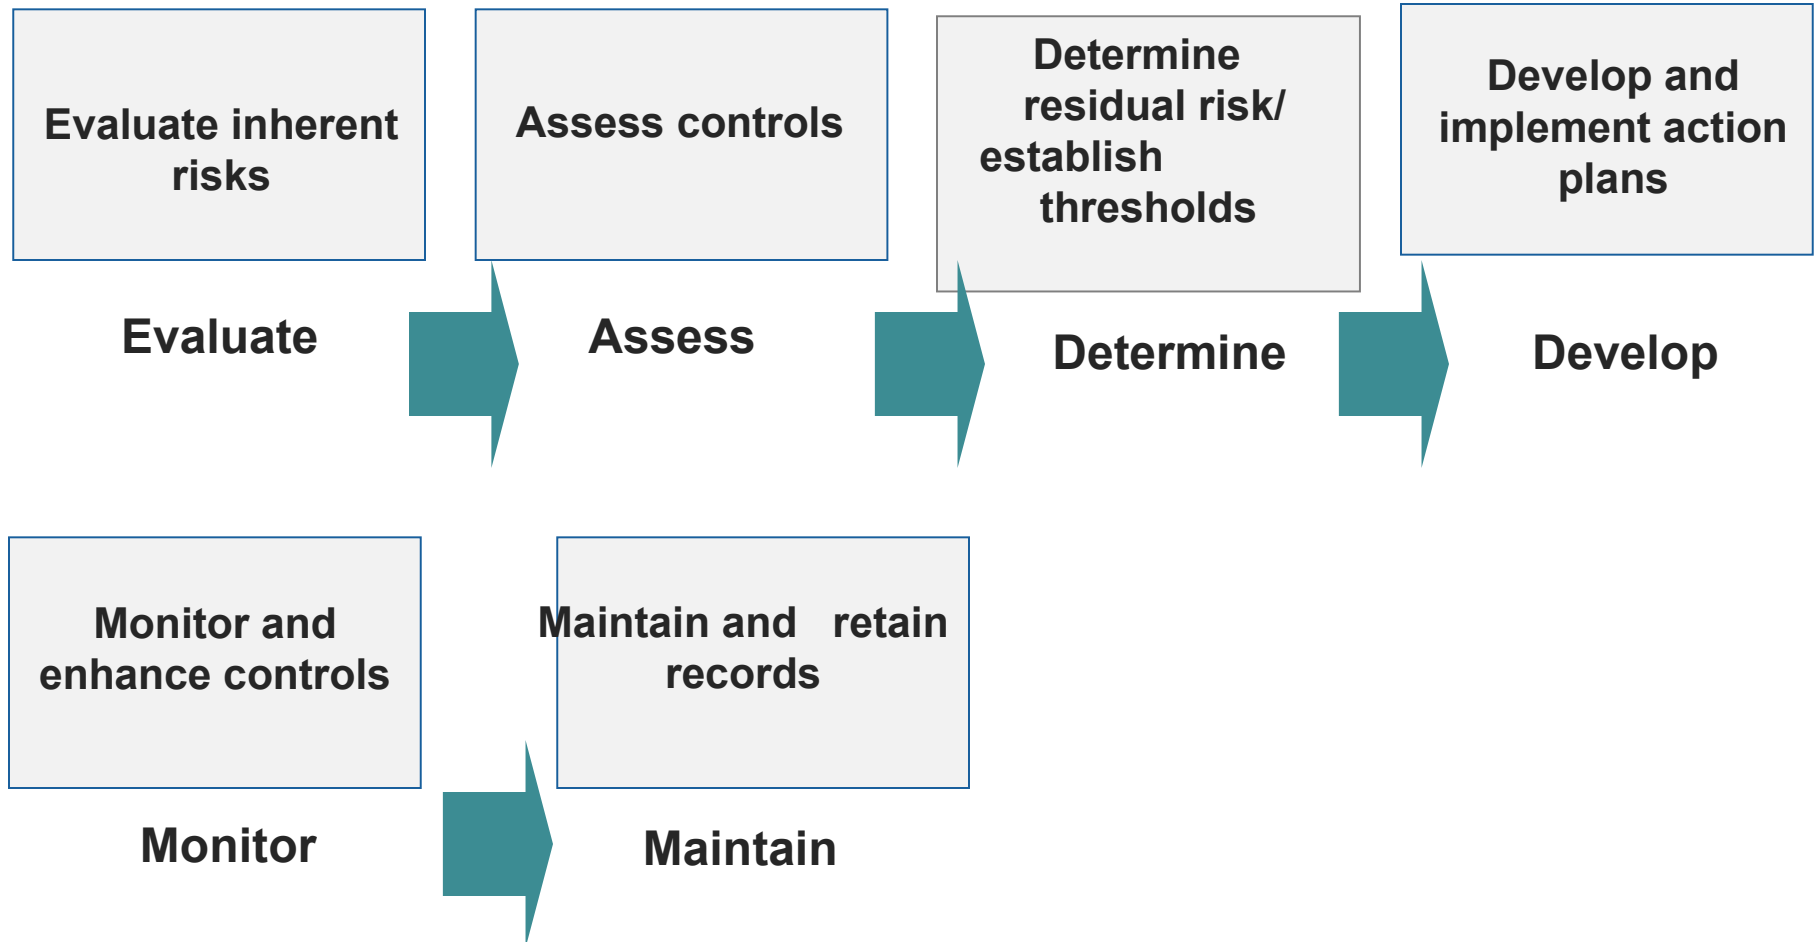 Evaluate inherent
risks
Assess controls
Determine
residual risk/
establish
thresholds
Develop and
implement action
plans
Evaluate
Assess
Determine
Develop
Monitor and
enhance controls
Maintain and retain
records
Monitor
Maintain